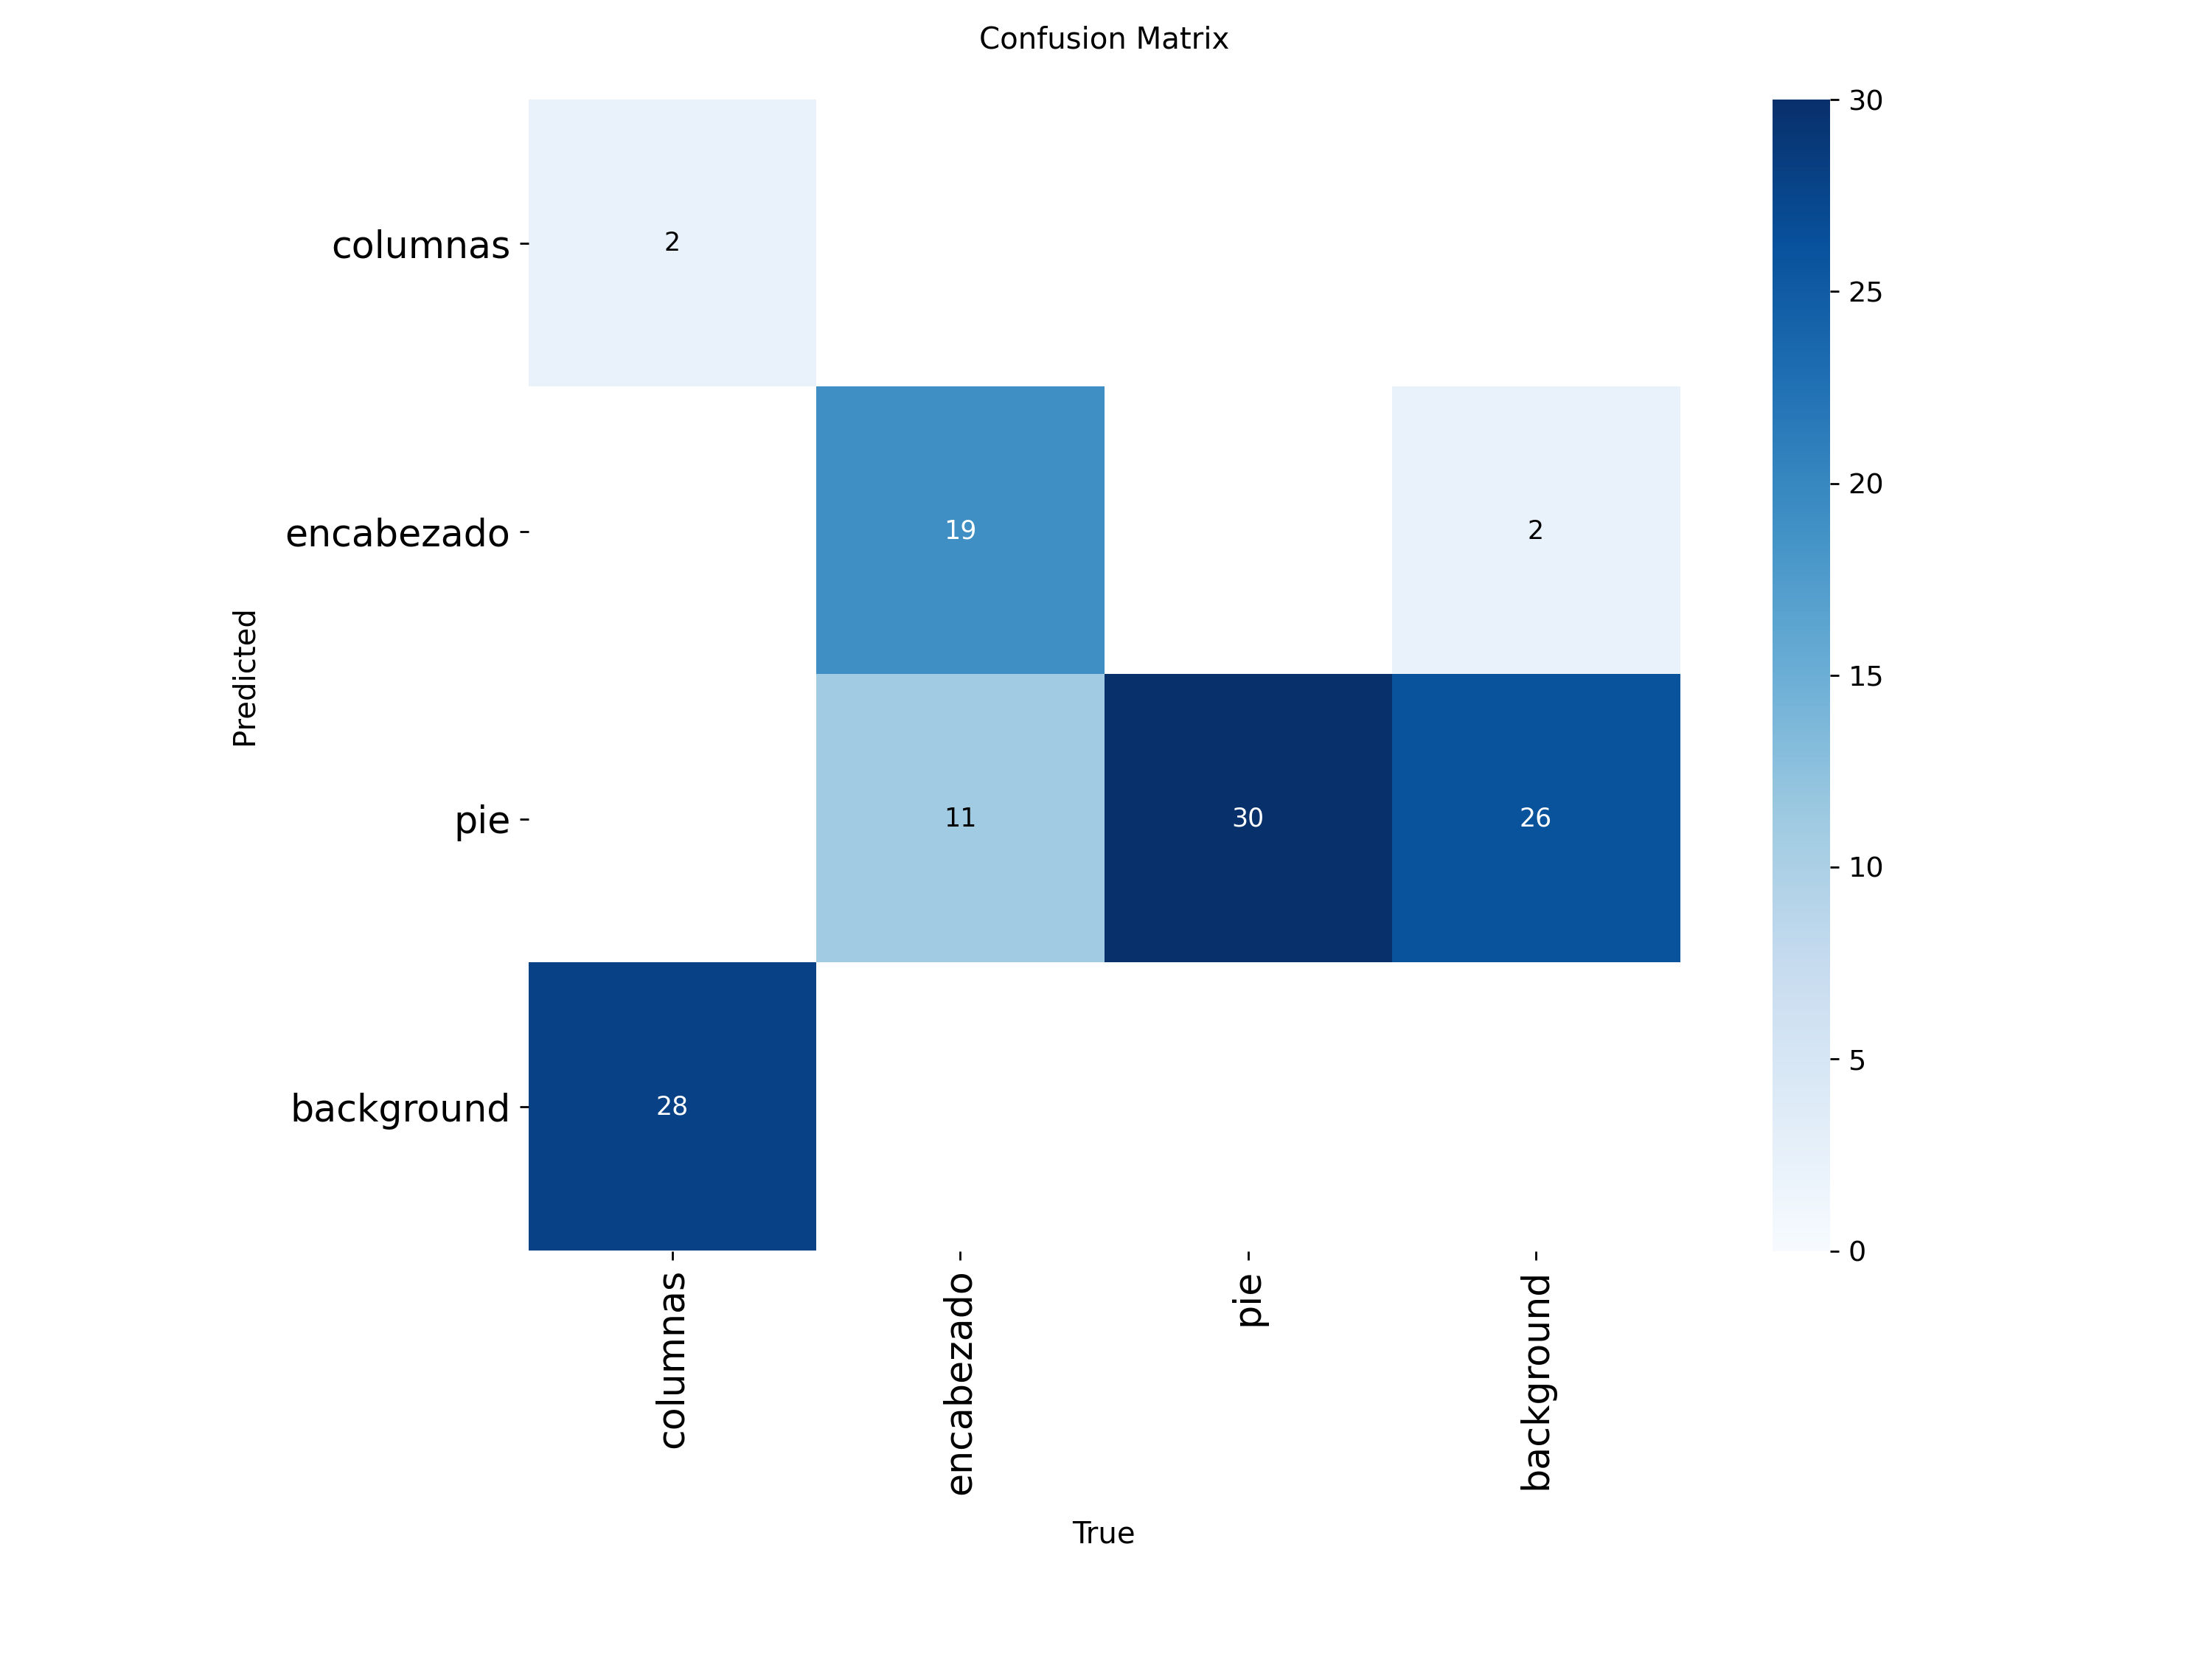 Confusion Matrix
30
columnas
2
25
20
encabezado
19
2
Predicted
15
pie
11
30
26
10
5
background
28
0
columnas
encabezado
pie
background
True